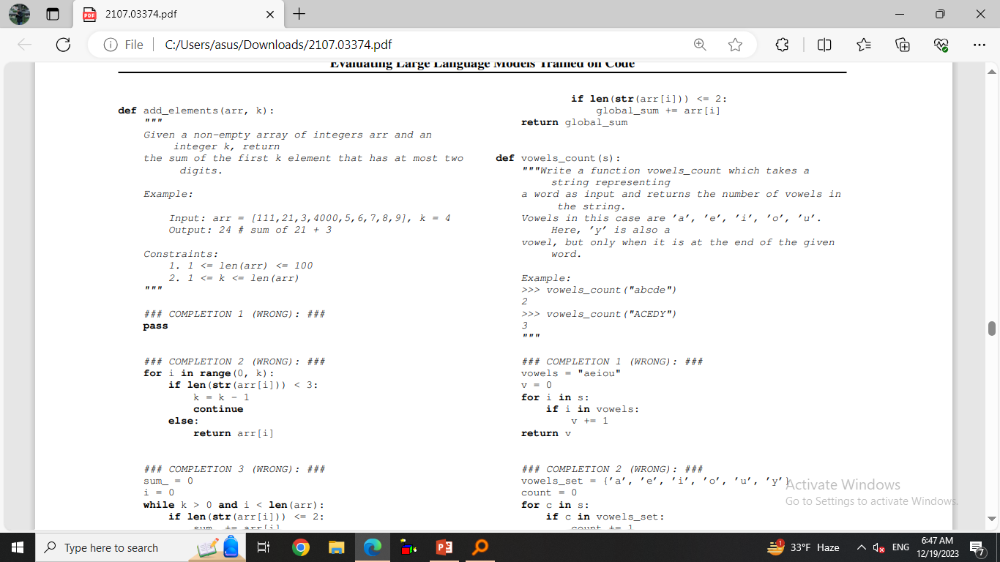 2107.03374.pdf
File
C:/Users/asus/Downloads/2107.03374.pdf
Evaluating Large Language Models Trained on Code
def add_elements(arr, k):
"""
Given a non-empty array of integers arr and an
integer k, return
the sum of the first k element that has at most two
digits.
Example:
Input: arr = [111,21,3,4000,5,6,7,8,9], k = 4
Output: 24 # sum of 21 + 3
Constraints:
1. 1 <= len(arr) <= 100
2. 1 <= k <= len(arr)
"""
### COMPLETION 1 (WRONG): ###
pass
### COMPLETION 2 (WRONG): ###
for i in range(0, k):
if len(str(arr[i])) < 3:
k = k - 1
continue
else:
return arr[i]
### COMPLETION 3 (WRONG): ###
sum_ = 0
i = 0
while k > 0 and i < len(arr):
if len(str(arr[i])) <= 2:
sum_ += arr[i]
if len(str(arr[i])) <= 2:
global_sum += arr[i]
return global_sum
def vowels_count(s):
"""Write a function vowels_count which takes a
string representing
a word as input and returns the number of vowels in
the string.
Vowels in this case are 'a', 'e', 'i', 'o', 'u'.
Here, 'y' is also a
vowel, but only when it is at the end of the given
word.
Example:
>>> vowels_count("abcde")
2
>>> vowels_count("ACEDY")
3
"""
### COMPLETION 1 (WRONG): ###
vowels = "aeiou"
v = 0
for i in s:
if i in vowels:
v += 1
return v
### COMPLETION 2 (WRONG): ###
vowels_set = {'a', 'e', 'i', 'o', 'u', 'y'}
count = 0
for c in s:
if c in vowels_set:
count += 1
Activate Windows
Go to Settings to activate Windows.
Type here to search
1
33°F Haze
ENG
6:47 AM
12/19/2023
7